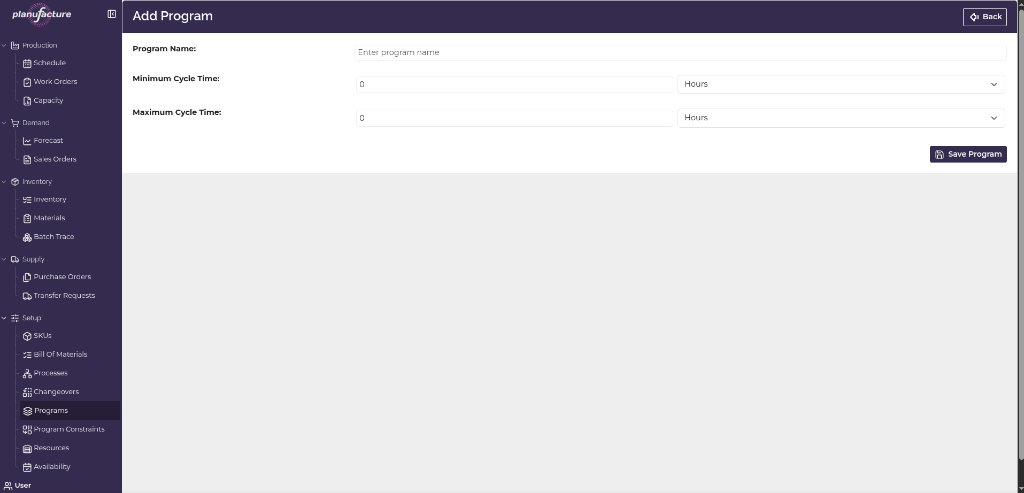 planufacture
Add Program
Back
Production
Schedule
Work Orders
Capacity
Demand
Forecast
Sales Orders
Inventory
Inventory
Materials
Batch Trace
Supply
Purchase Orders
Transfer Requests
Setup
SKUs
Bill Of Materials
Processes
Changeovers
Programs
Program Constraints
Resources
Availability
User
Program Name:
Enter program name
Minimum Cycle Time:
0
Hours
Maximum Cycle Time:
0
Hours
Save Program